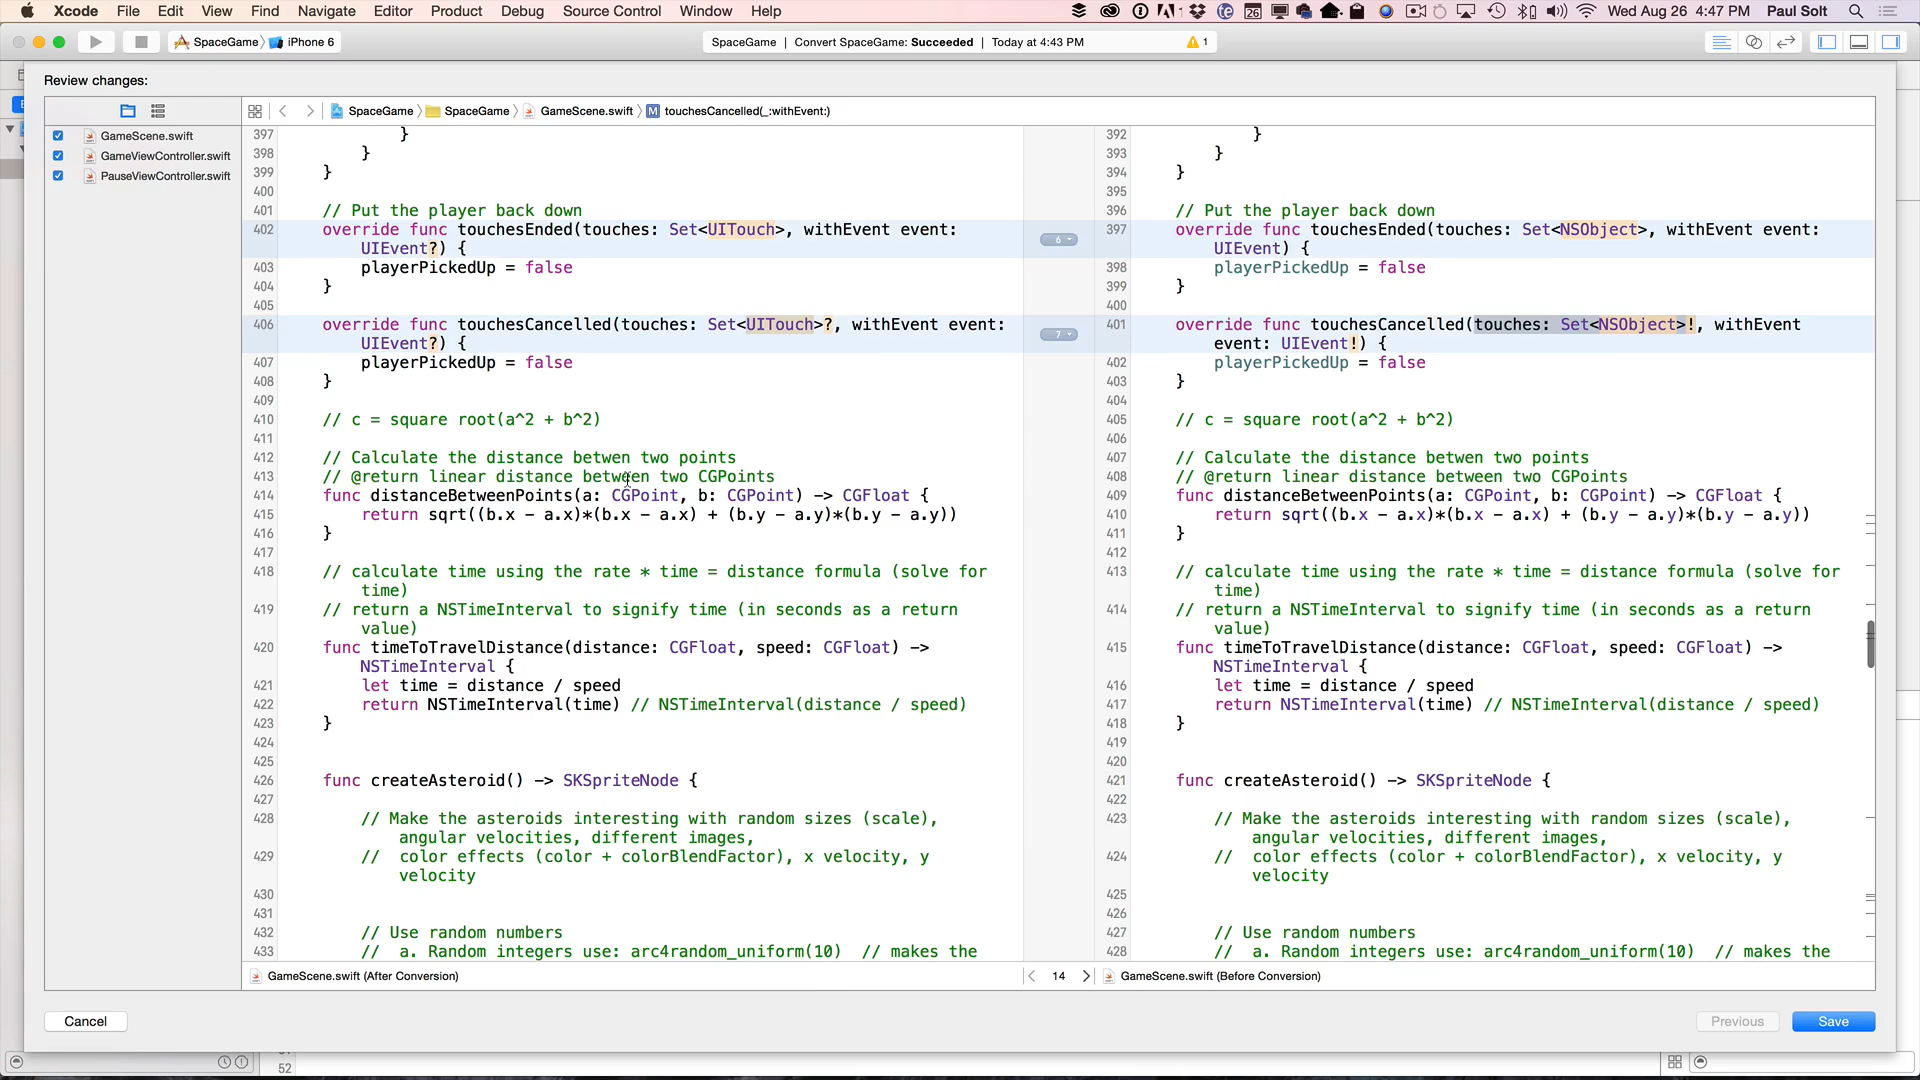 Xcode File Edit View Find Navigate Editor Product Debug Source Control Window Help 26 Wed Aug 26 4:47 PM Paul Solt
SpaceGame iPhone 6 SpaceGame | Convert SpaceGame: Succeeded | Today at 4:43 PM 1
Review changes:
SpaceGame SpaceGame GameScene.swift M touchesCancelled(_:withEvent:)
GameScene.swift
GameViewController.swift
PauseViewController.swift
397 }
398 }
399 }
400
401 // Put the player back down
402 override func touchesEnded(touches: Set<UITouch>, withEvent event:
UIEvent?) {
403 playerPickedUp = false
404 }
405
406 override func touchesCancelled(touches: Set<UITouch>?, withEvent event:
UIEvent?) {
407 playerPickedUp = false
408 }
409
410 // c = square root(a^2 + b^2)
411
412 // Calculate the distance betwen two points
413 // @return linear distance between two CGPoints
414 func distanceBetweenPoints(a: CGPoint, b: CGPoint) -> CGFloat {
415 return sqrt((b.x - a.x)*(b.x - a.x) + (b.y - a.y)*(b.y - a.y))
416 }
417
418 // calculate time using the rate * time = distance formula (solve for
time)
419 // return a NSTimeInterval to signify time (in seconds as a return
value)
420 func timeToTravelDistance(distance: CGFloat, speed: CGFloat) ->
NSTimeInterval {
421 let time = distance / speed
422 return NSTimeInterval(time) // NSTimeInterval(distance / speed)
423 }
424
425
426 func createAsteroid() -> SKSpriteNode {
427
428 // Make the asteroids interesting with random sizes (scale),
angular velocities, different images,
429 // color effects (color + colorBlendFactor), x velocity, y
velocity
430
431
432 // Use random numbers
433 // a. Random integers use: arc4random_uniform(10) // makes the
6
7
392 }
393 }
394 }
395
396 // Put the player back down
397 override func touchesEnded(touches: Set<NSObject>, withEvent event:
UIEvent) {
398 playerPickedUp = false
399 }
400
401 override func touchesCancelled(touches: Set<NSObject>!, withEvent
event: UIEvent!) {
402 playerPickedUp = false
403 }
404
405 // c = square root(a^2 + b^2)
406
407 // Calculate the distance betwen two points
408 // @return linear distance between two CGPoints
409 func distanceBetweenPoints(a: CGPoint, b: CGPoint) -> CGFloat {
410 return sqrt((b.x - a.x)*(b.x - a.x) + (b.y - a.y)*(b.y - a.y))
411 }
412
413 // calculate time using the rate * time = distance formula (solve for
time)
414 // return a NSTimeInterval to signify time (in seconds as a return
value)
415 func timeToTravelDistance(distance: CGFloat, speed: CGFloat) ->
NSTimeInterval {
416 let time = distance / speed
417 return NSTimeInterval(time) // NSTimeInterval(distance / speed)
418 }
419
420
421 func createAsteroid() -> SKSpriteNode {
422
423 // Make the asteroids interesting with random sizes (scale),
angular velocities, different images,
424 // color effects (color + colorBlendFactor), x velocity, y
velocity
425
426
427 // Use random numbers
428 // a. Random integers use: arc4random_uniform(10) // makes the
GameScene.swift (After Conversion) 14 GameScene.swift (Before Conversion)
Cancel Previous Save
52